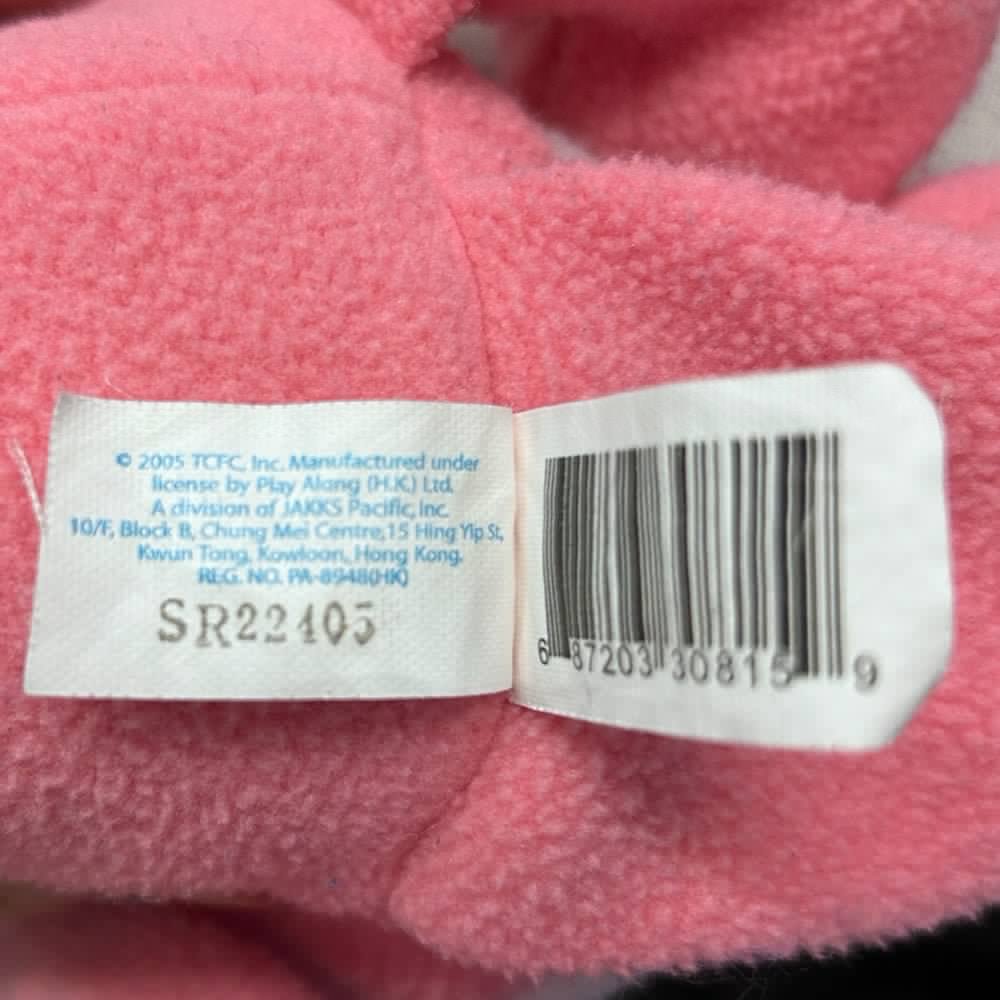 © 2005 TCFC, Inc. Manufactured under
license by Play Along (H.K.) Ltd.
A division of JAKKS Pacific, Inc.
10/F, Block B, Chung Mei Centre, 15 Hing Yip St,
Kwun Tong, Kowloon, Hong Kong.
REG. NO. PA-8948(HK)
SR22405
6 87203 30815 9